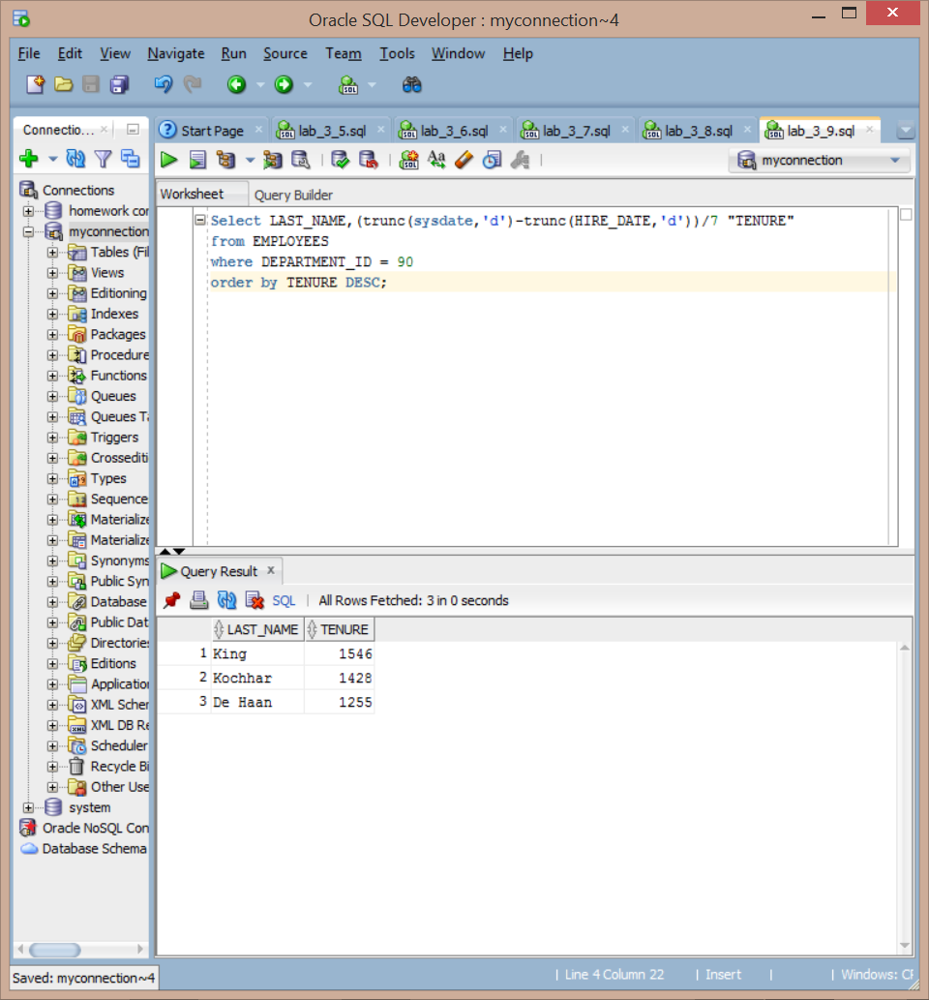 Oracle SQL Developer : myconnection~4
File Edit View Navigate Run Source Team Tools Window Help
Connectio...
Start Page lab_3_5.sql lab_3_6.sql lab_3_7.sql lab_3_8.sql lab_3_9.sql
myconnection
Worksheet Query Builder
Connections
homework cor
myconnection
Tables (Fil
Views
Editioning
Indexes
Packages
Procedure
Functions
Queues
Queues Ta
Triggers
Crossediti
Types
Sequence
Materialize
Materialize
Synonyms
Public Syn
Database
Public Dat
Directories
Editions
Application
XML Schem
XML DB Re
Scheduler
Recycle Bi
Other Use
system
Oracle NoSQL Con
Database Schema
Select LAST_NAME,(trunc(sysdate,'d')-trunc(HIRE_DATE,'d'))/7 "TENURE"
from EMPLOYEES
where DEPARTMENT_ID = 90
order by TENURE DESC;
Query Result
SQL | All Rows Fetched: 3 in 0 seconds
LAST_NAME TENURE
1 King 1546
2 Kochhar 1428
3 De Haan 1255
Saved: myconnection~4
| Line 4 Column 22 | Insert | | Windows: CF